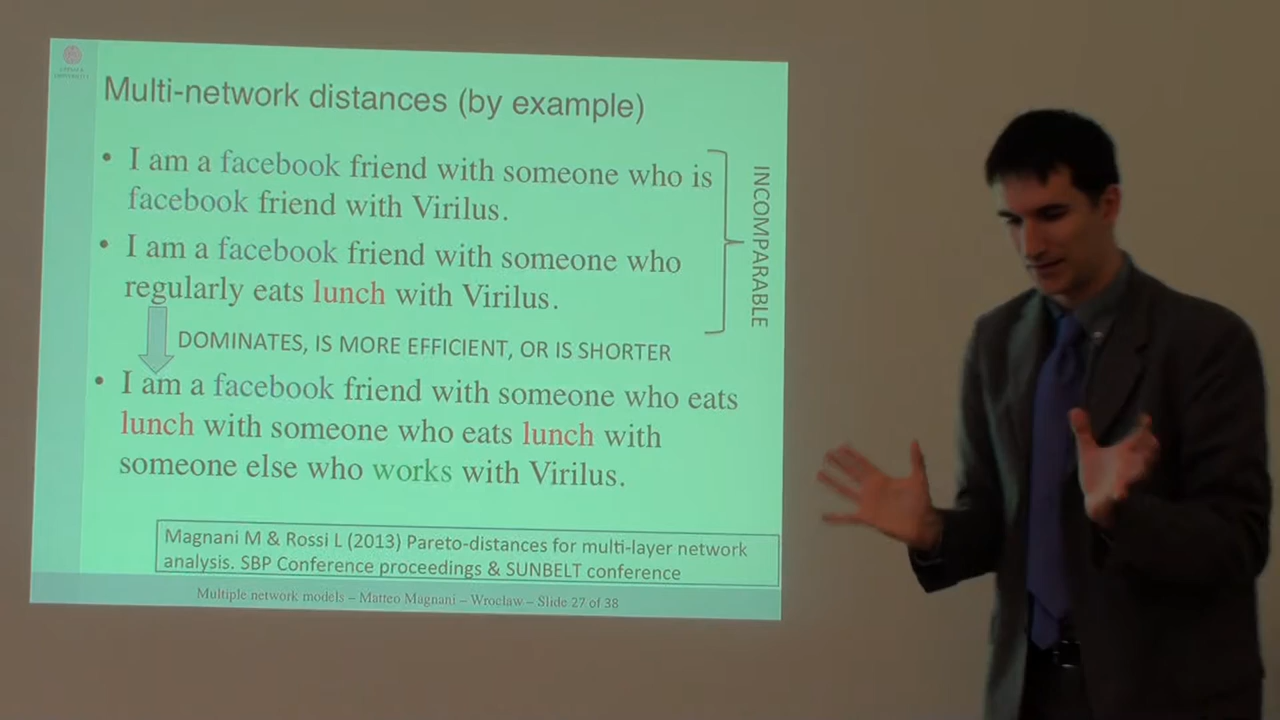 Multi-network distances (by example)
• I am a facebook friend with someone who is
facebook friend with Virilus.
• I am a facebook friend with someone who
regularly eats lunch with Virilus.
INCOMPARABLE
DOMINATES, IS MORE EFFICIENT, OR IS SHORTER
• I am a facebook friend with someone who eats
lunch with someone who eats lunch with
someone else who works with Virilus.
Magnani M & Rossi L (2013) Pareto-distances for multi-layer network
analysis. SBP Conference proceedings & SUNBELT conference
Multiple network models – Matteo Magnani – Wroclaw – Slide 27 of 38